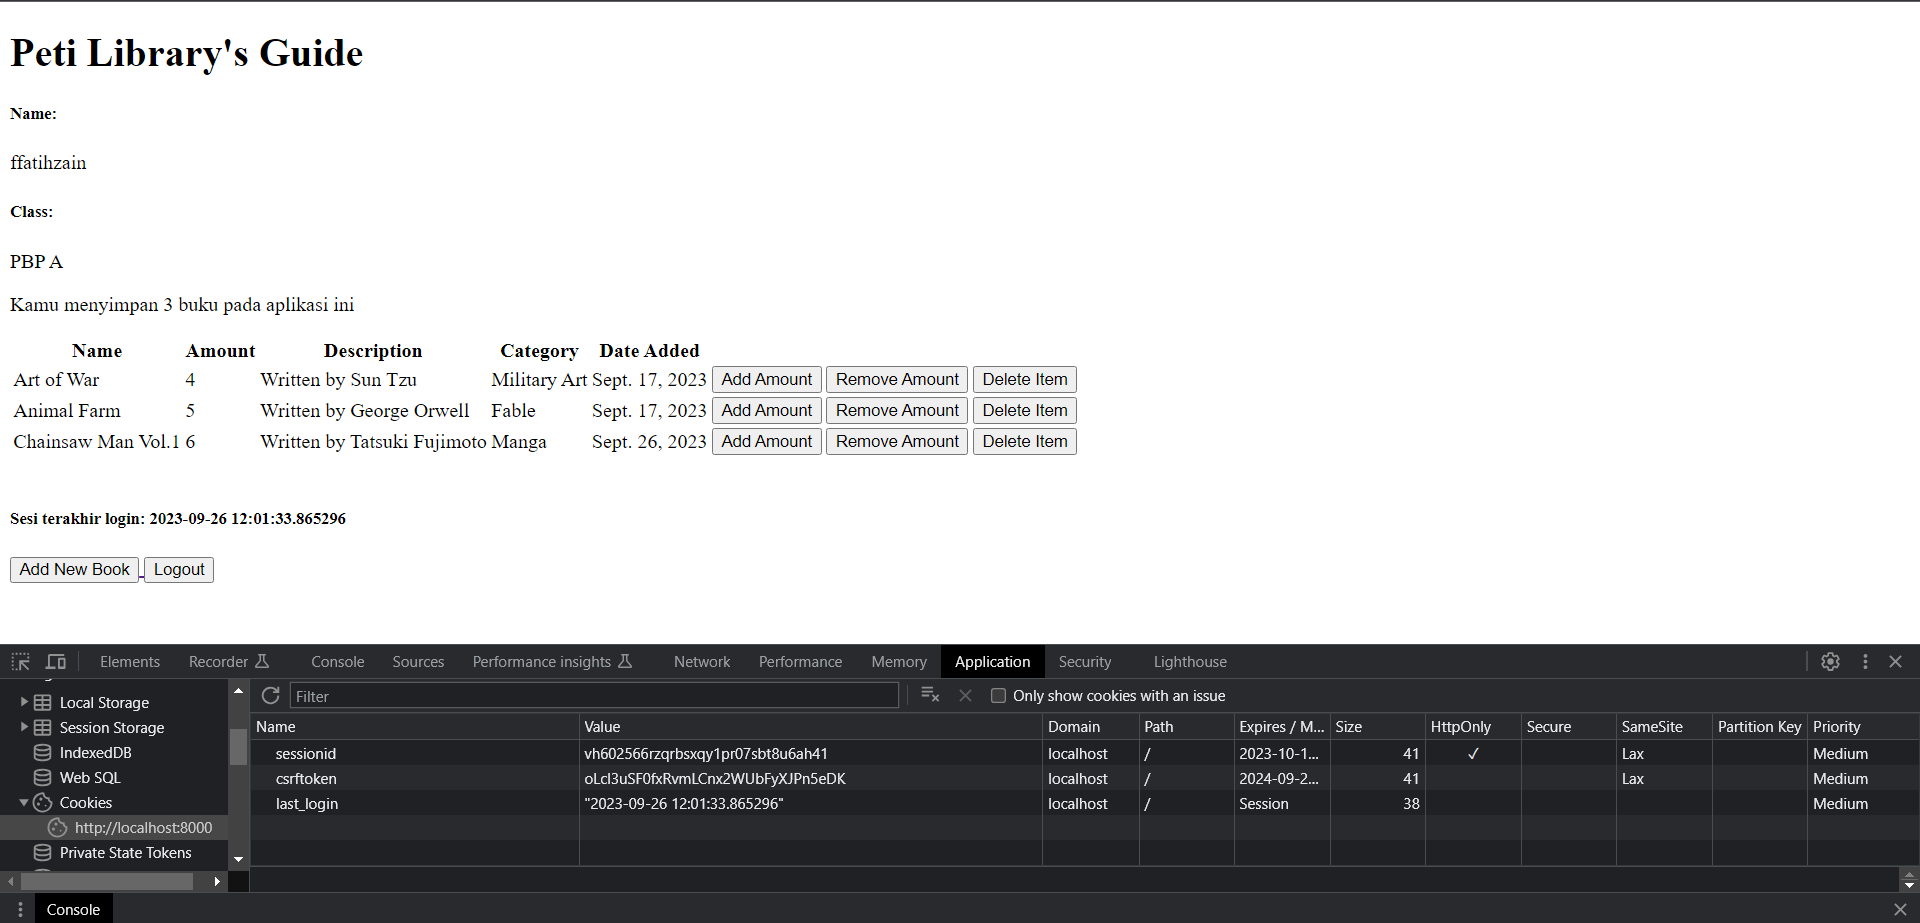 Peti Library's Guide
Name:
ffatihzain
Class:
PBP A
Kamu menyimpan 3 buku pada aplikasi ini
Name Amount Description Category Date Added
Art of War 4 Written by Sun Tzu Military Art Sept. 17, 2023 Add Amount Remove Amount Delete Item
Animal Farm 5 Written by George Orwell Fable Sept. 17, 2023 Add Amount Remove Amount Delete Item
Chainsaw Man Vol.1 6 Written by Tatsuki Fujimoto Manga Sept. 26, 2023 Add Amount Remove Amount Delete Item
Sesi terakhir login: 2023-09-26 12:01:33.865296
Add New Book Logout
Elements Recorder Console Sources Performance insights Network Performance Memory Application Security Lighthouse
Local Storage
Session Storage
IndexedDB
Web SQL
Cookies
http://localhost:8000
Private State Tokens
Filter Only show cookies with an issue
Name Value Domain Path Expires / M... Size HttpOnly Secure SameSite Partition Key Priority
sessionid vh602566rzqrbsxqy1pr07sbt8u6ah41 localhost / 2023-10-1... 41 ✓ Lax Medium
csrftoken oLcl3uSF0fxRvmLCnx2WUbFyXJPn5eDK localhost / 2024-09-2... 41 Lax Medium
last_login "2023-09-26 12:01:33.865296" localhost / Session 38 Medium
Console